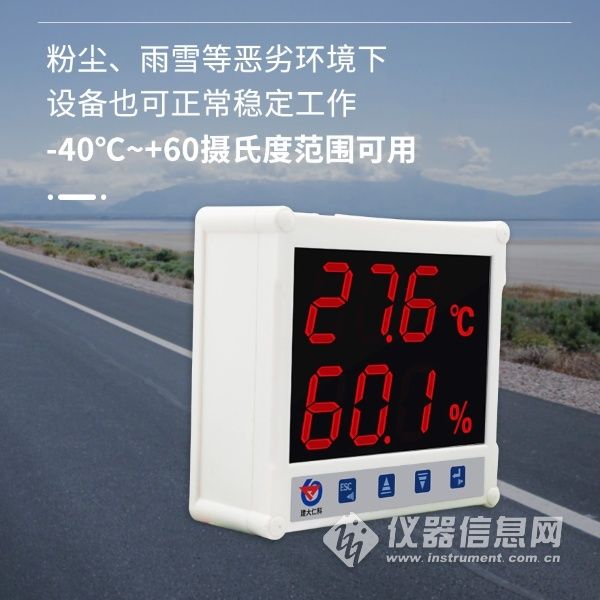 粉尘、雨雪等恶劣环境下
设备也可正常稳定工作
-40℃~+60摄氏度范围可用
27.6 ℃
60.1 %
ESC
建大仁科
仪器信息网
www.instrument.com.cn